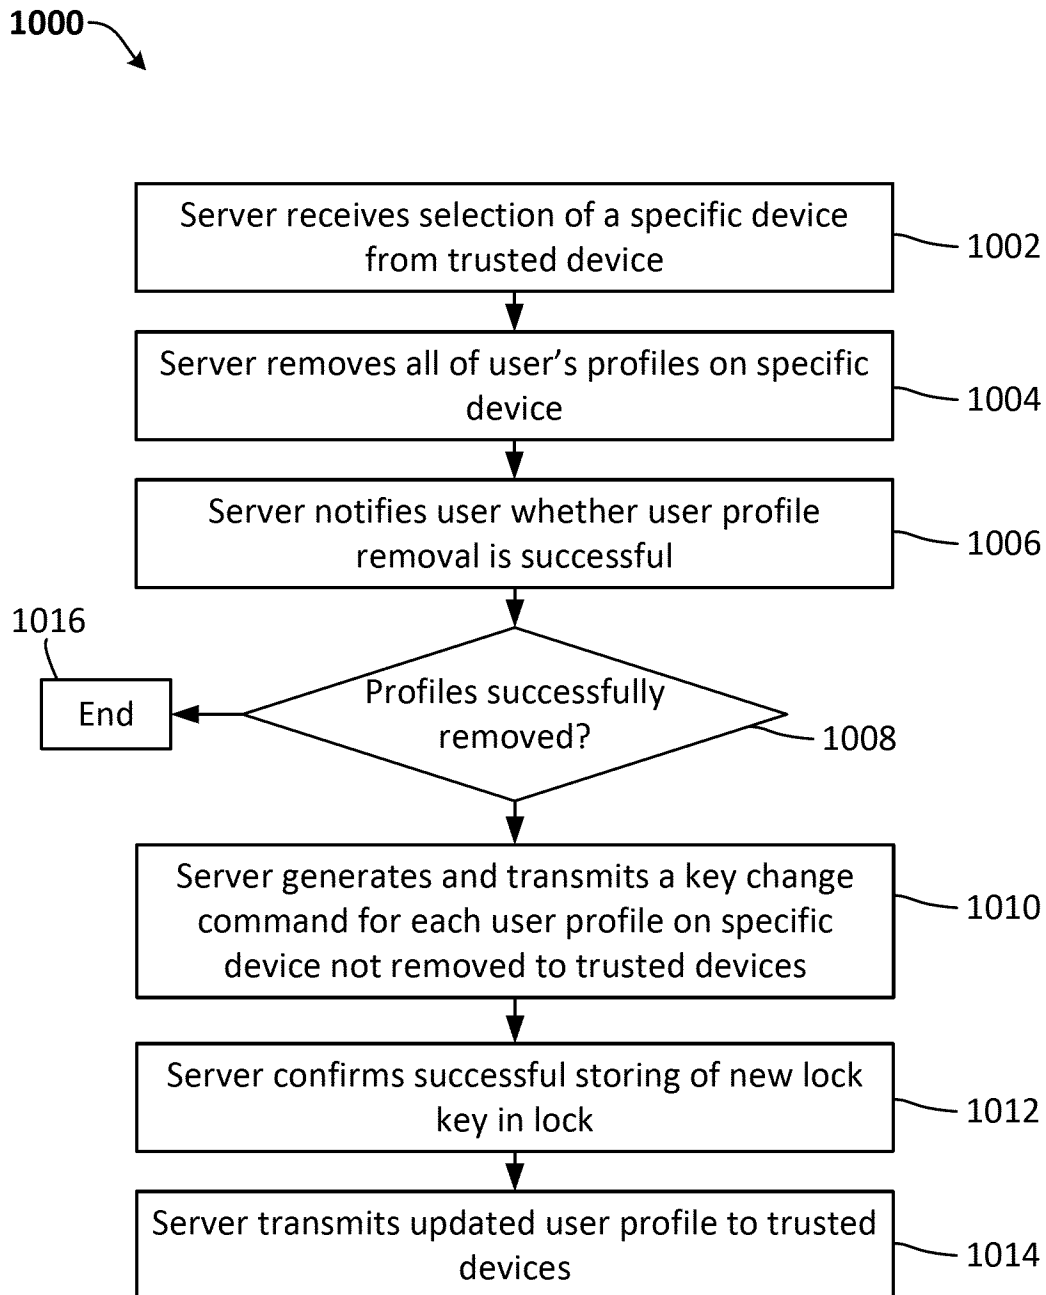 1000
Server receives selection of a specific device
from trusted device
1002
Server removes all of user’s profiles on specific
device
1004
Server notifies user whether user profile
removal is successful
1006
1016
End
Profiles successfully
removed?
1008
Server generates and transmits a key change
command for each user profile on specific
device not removed to trusted devices
1010
Server confirms successful storing of new lock
key in lock
1012
Server transmits updated user profile to trusted
devices
1014